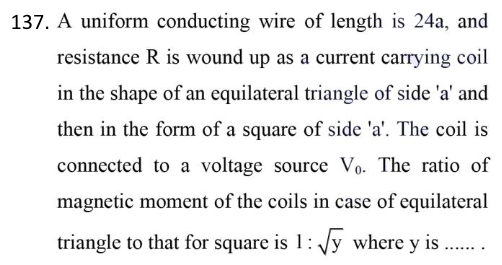 137. A uniform conducting wire of length is 24a, and
resistance R is wound up as a current carrying coil
in the shape of an equilateral triangle of side 'a' and
then in the form of a square of side 'a'. The coil is
connected to a voltage source V₀. The ratio of
magnetic moment of the coils in case of equilateral
triangle to that for square is 1 : √y where y is ...... .